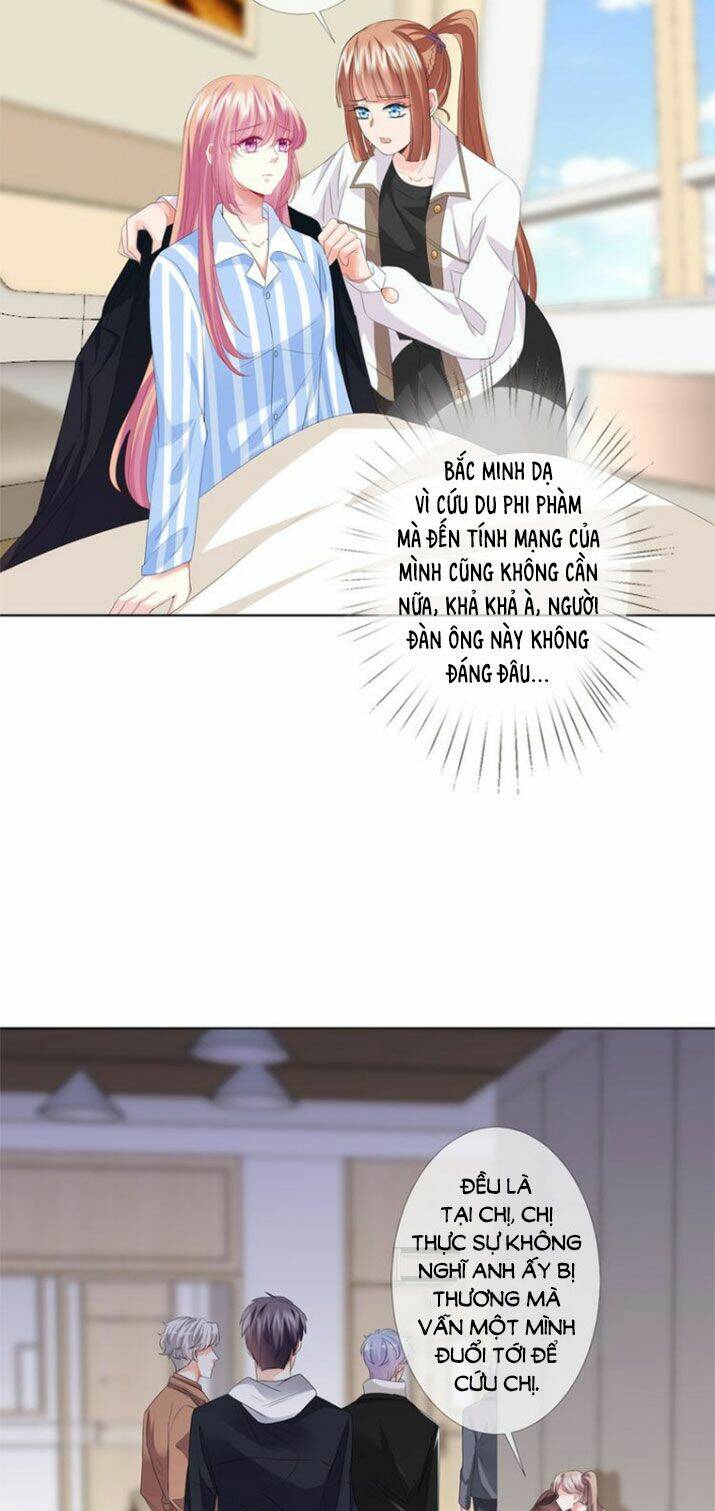 BẮC MINH DẠ
VÌ CỨU DU PHI PHÀM
MÀ ĐẾN TÍNH MẠNG CỦA
MÌNH CŨNG KHÔNG CẦN
NỮA, KHẢ KHẢ À, NGƯỜI
ĐÀN ÔNG NÀY KHÔNG
ĐÁNG ĐÂU...
ĐỀU LÀ
TẠI CHỊ, CHỊ
THỰC SỰ KHÔNG
NGHĨ ANH ẤY BỊ
THƯƠNG MÀ
VẪN MỘT MÌNH
ĐUỔI TỚI ĐỂ
CỨU CHỊ.